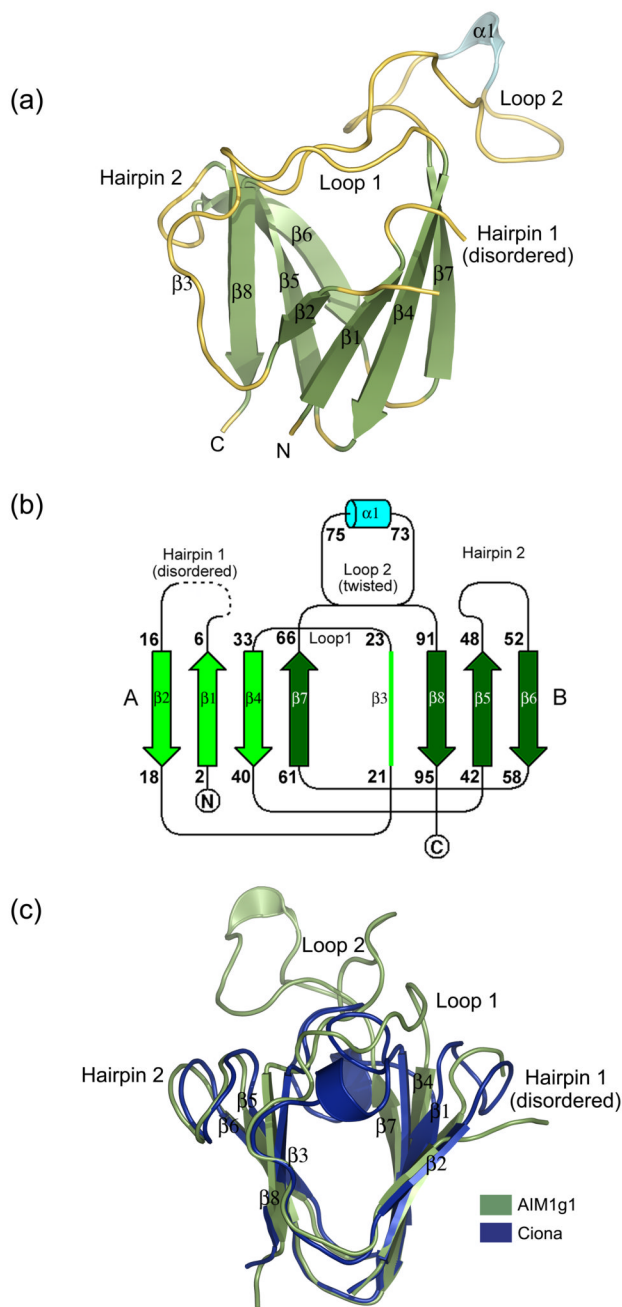 (a)
α1
Loop 2
Hairpin 2
Loop 1
Hairpin 1
(disordered)
β6
β3
β8
β5
β7
β2
β4
β1
C
N
(b)
α1
75
73
Hairpin 1
(disordered)
Loop 2
(twisted)
Hairpin 2
16
6
33
66
Loop1
23
91
48
52
A
β2
β1
β4
β7
β3
β8
β5
β6
B
18
2
40
61
21
95
42
58
N
C
(c)
Loop 2
Loop 1
Hairpin 2
Hairpin 1
(disordered)
β5
β4
β6
β1
β7
β3
β2
β8
AIM1g1
Ciona